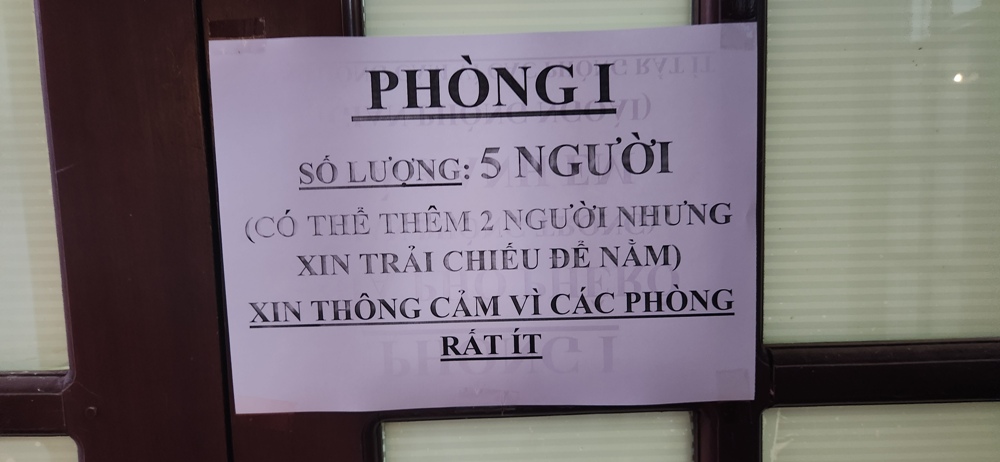 PHÒNG I
SỐ LƯỢNG: 5 NGƯỜI
(CÓ THỂ THÊM 2 NGƯỜI NHƯNG
XIN TRẢI CHIẾU ĐỂ NẰM)
XIN THÔNG CẢM VÌ CÁC PHÒNG
RẤT ÍT